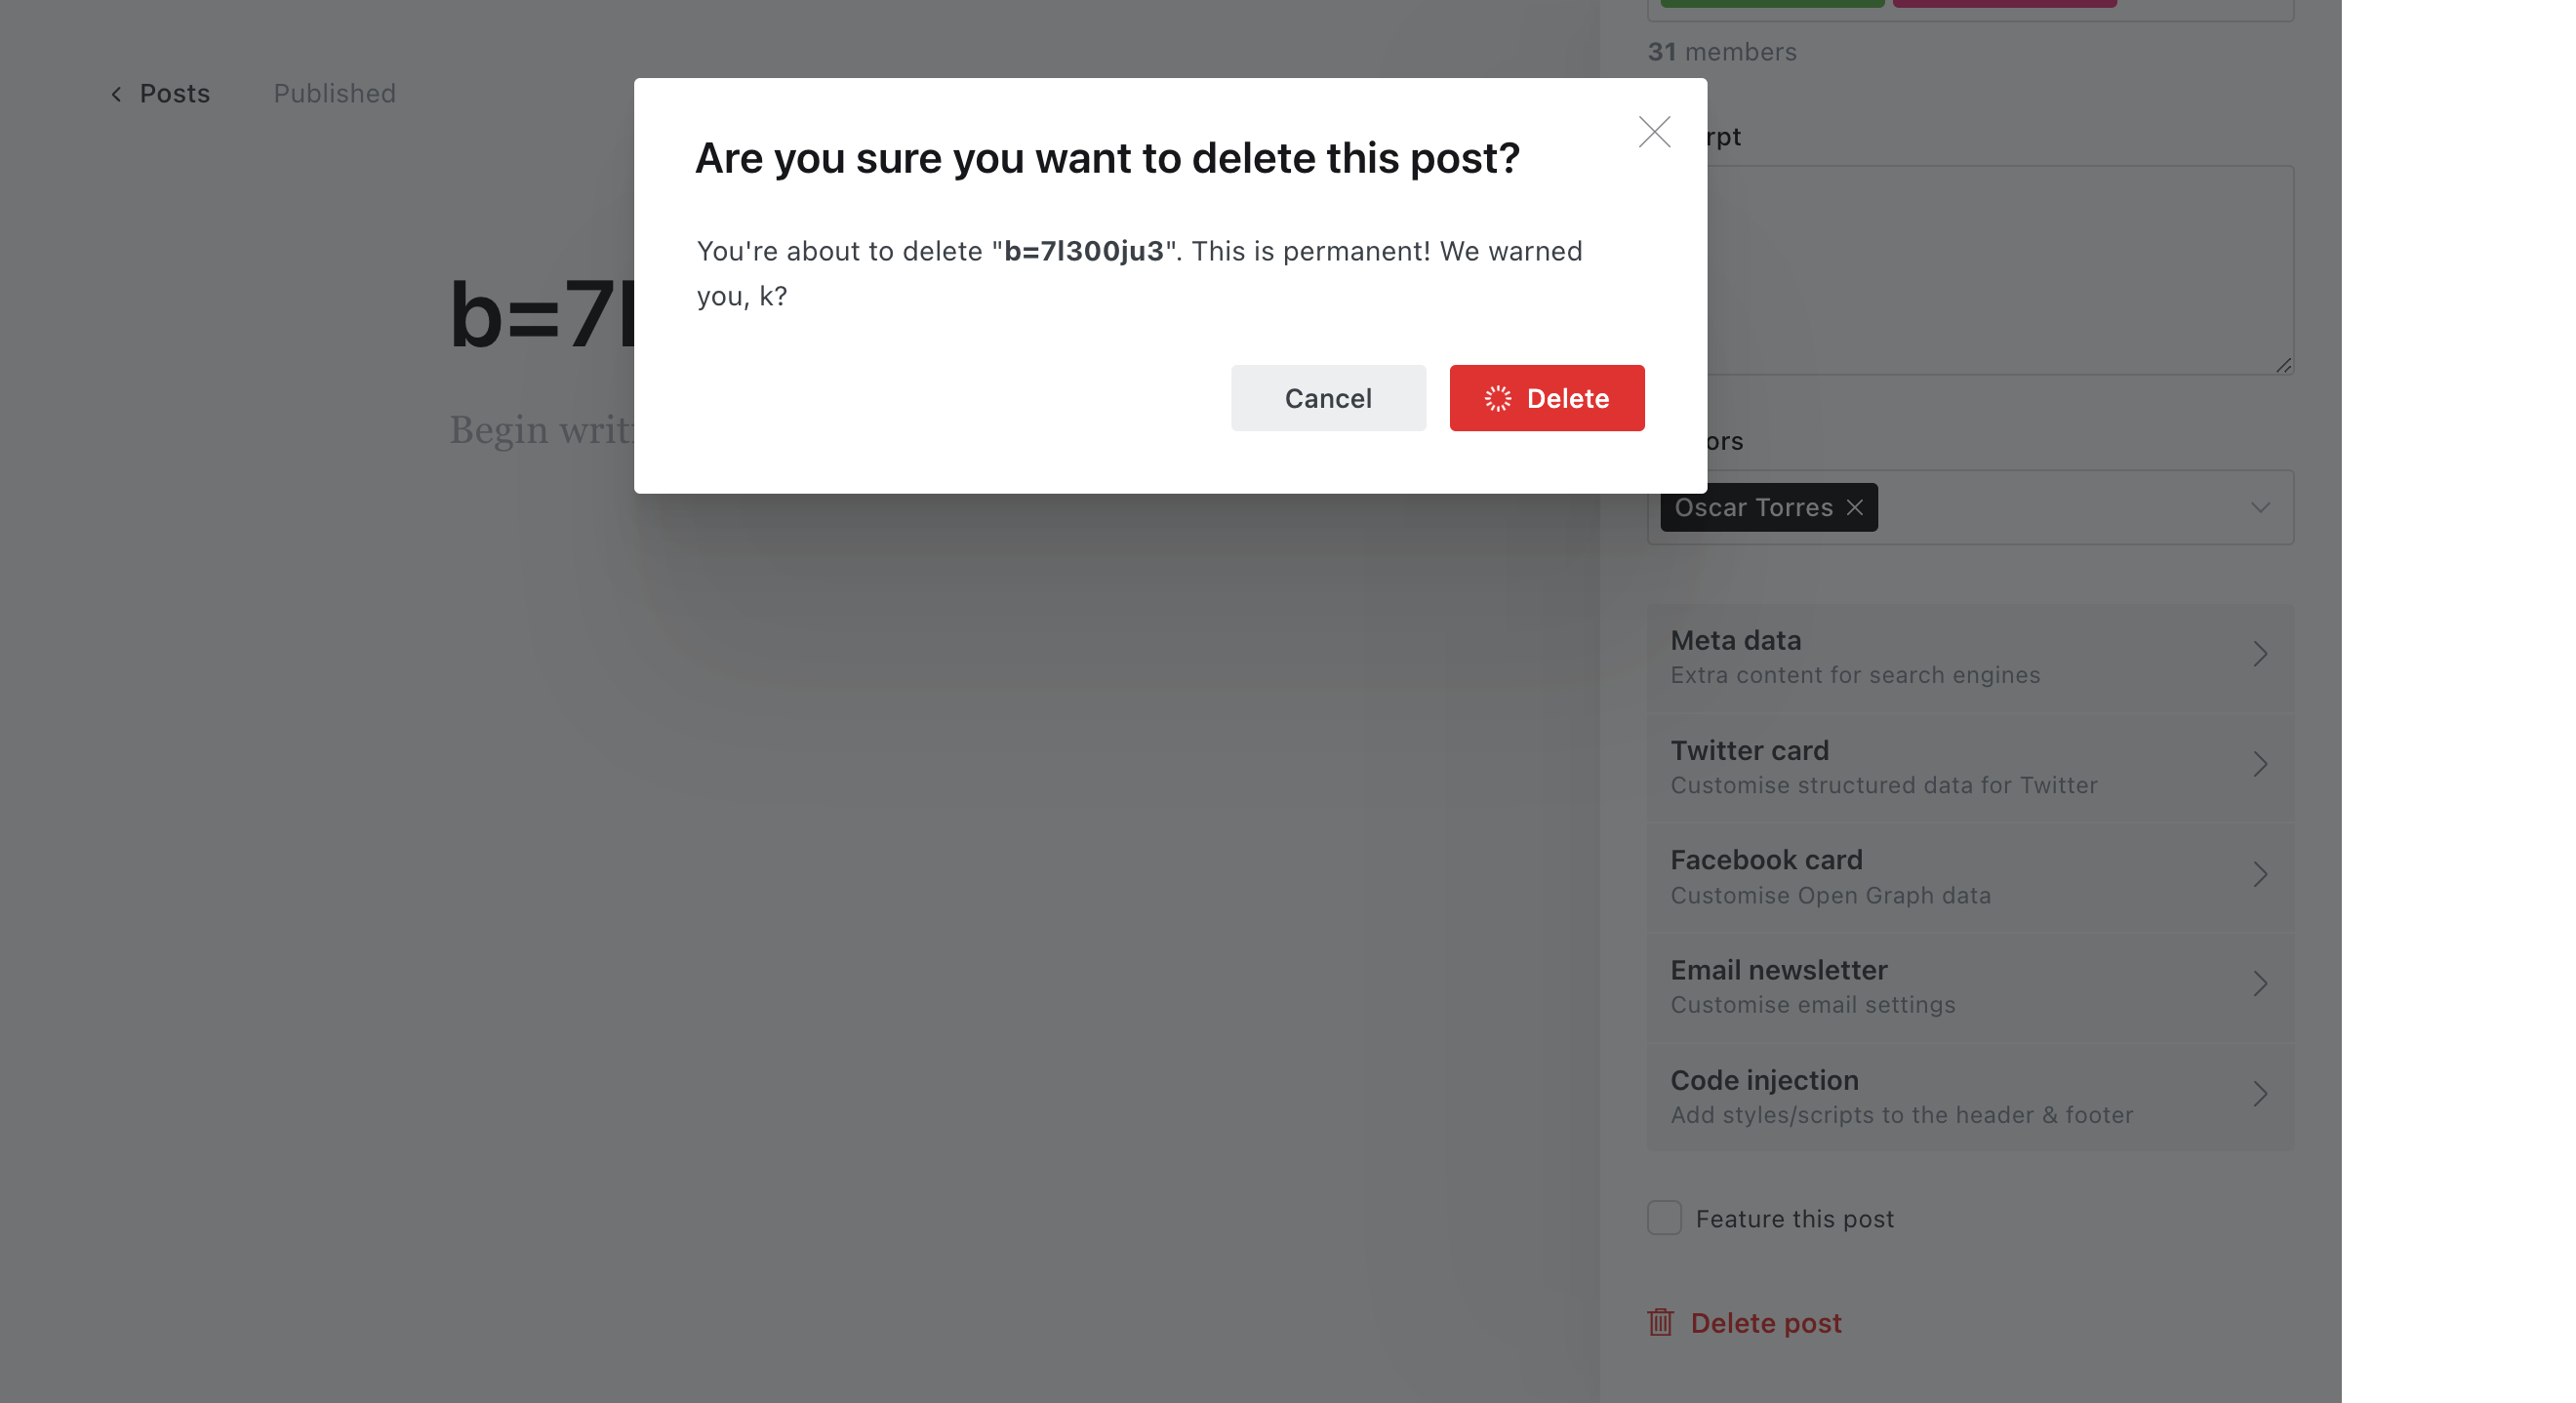 31 members
Posts
Published
Are you sure you want to delete this post?
You're about to delete "b=7l300ju3". This is permanent! We warned
you, k?
Cancel
Delete
b=7l
Begin writ
rpt
ors
Oscar Torres
Meta data
Extra content for search engines
Twitter card
Customise structured data for Twitter
Facebook card
Customise Open Graph data
Email newsletter
Customise email settings
Code injection
Add styles/scripts to the header & footer
Feature this post
Delete post